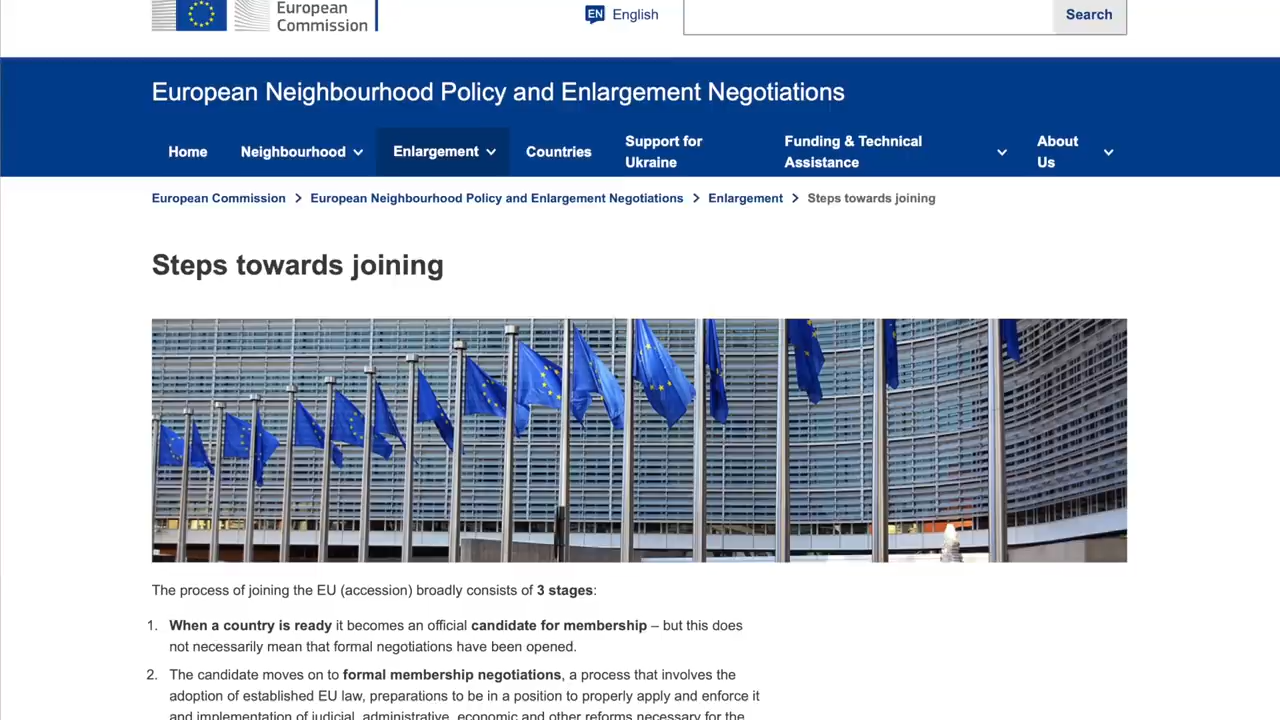 European
Commission
EN English
Search
European Neighbourhood Policy and Enlargement Negotiations
Home Neighbourhood Enlargement Countries Support for Ukraine Funding & Technical Assistance About Us
European Commission > European Neighbourhood Policy and Enlargement Negotiations > Enlargement > Steps towards joining
Steps towards joining
The process of joining the EU (accession) broadly consists of 3 stages:
1. When a country is ready it becomes an official candidate for membership – but this does
not necessarily mean that formal negotiations have been opened.
2. The candidate moves on to formal membership negotiations, a process that involves the
adoption of established EU law, preparations to be in a position to properly apply and enforce it
and implementation of judicial, administrative, economic and other reforms necessary for the